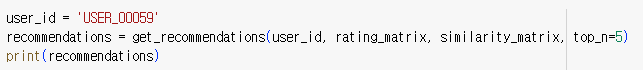 user_id = 'USER_00059'
recommendations = get_recommendations(user_id, rating_matrix, similarity_matrix, top_n=5)
print(recommendations)